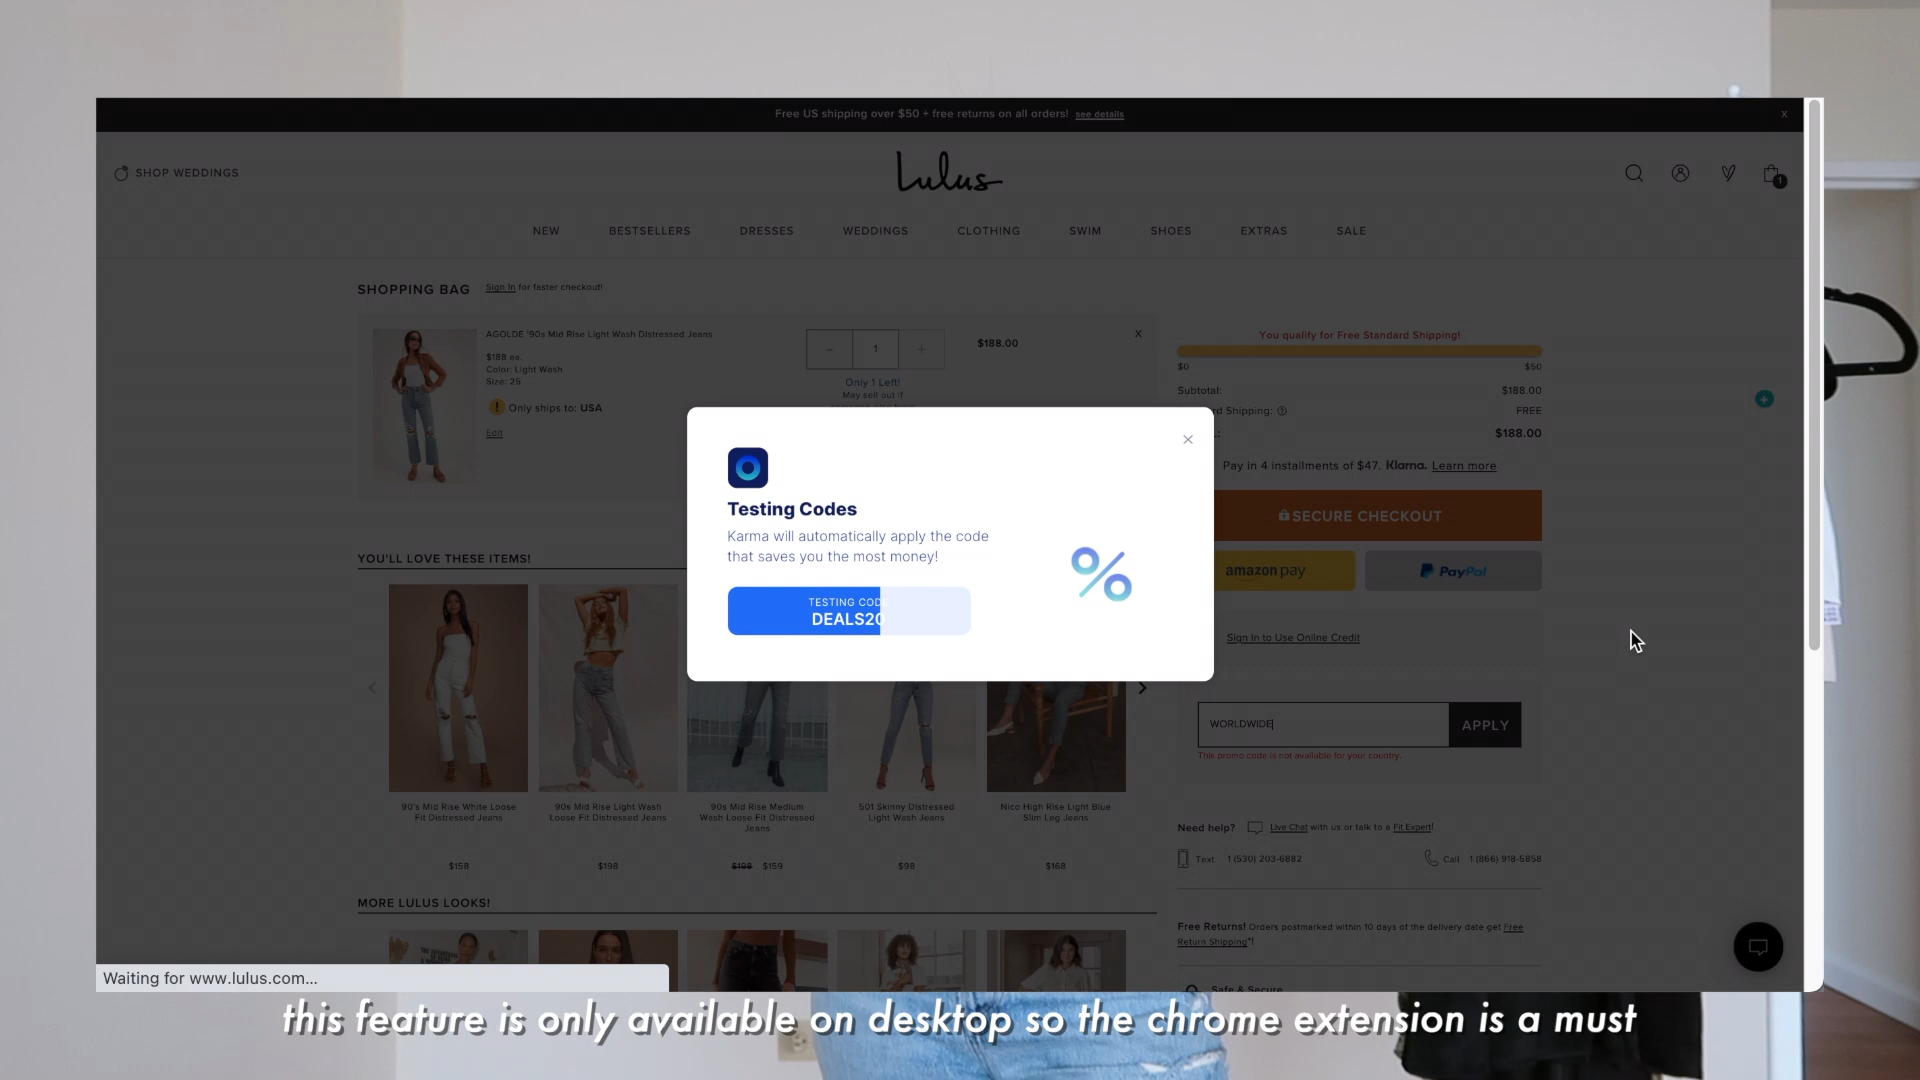 Free US shipping over $50 + free returns on all orders! see details X
SHOP WEDDINGS
Lulus
1
NEW BESTSELLERS DRESSES WEDDINGS CLOTHING SWIM SHOES EXTRAS SALE
SHOPPING BAG Sign In for faster checkout!
AGOLDE '90s Mid Rise Light Wash Distressed Jeans
$188 ea.
Color: Light Wash
Size: 25
! Only ships to: USA
Edit
- 1 +
$188.00
X
Only 1 Left!
May sell out if
You qualify for Free Standard Shipping!
$0 $50
Subtotal: $188.00
d Shipping: ? FREE
: $188.00
Pay in 4 installments of $47. Klarna. Learn more
SECURE CHECKOUT
amazon pay PayPal
Sign In to Use Online Credit
Testing Codes
Karma will automatically apply the code
that saves you the most money!
TESTING CODE
DEALS20
%
WORLDWIDE APPLY
This promo code is not available for your country.
YOU'LL LOVE THESE ITEMS!
90's Mid Rise White Loose
Fit Distressed Jeans
$158
90s Mid Rise Light Wash
Loose Fit Distressed Jeans
$198
90s Mid Rise Medium
Wash Loose Fit Distressed
Jeans
$198 $159
501 Skinny Distressed
Light Wash Jeans
$98
Nico High Rise Light Blue
Slim Leg Jeans
$168
Need help? Live Chat with us or talk to a Fit Expert!
Text 1 (530) 203-6882 Call 1 (866) 918-5858
MORE LULUS LOOKS!
Free Returns! Orders postmarked within 10 days of the delivery date get Free
Return Shipping*!
Safe & Secure
Waiting for www.lulus.com...
this feature is only available on desktop so the chrome extension is a must